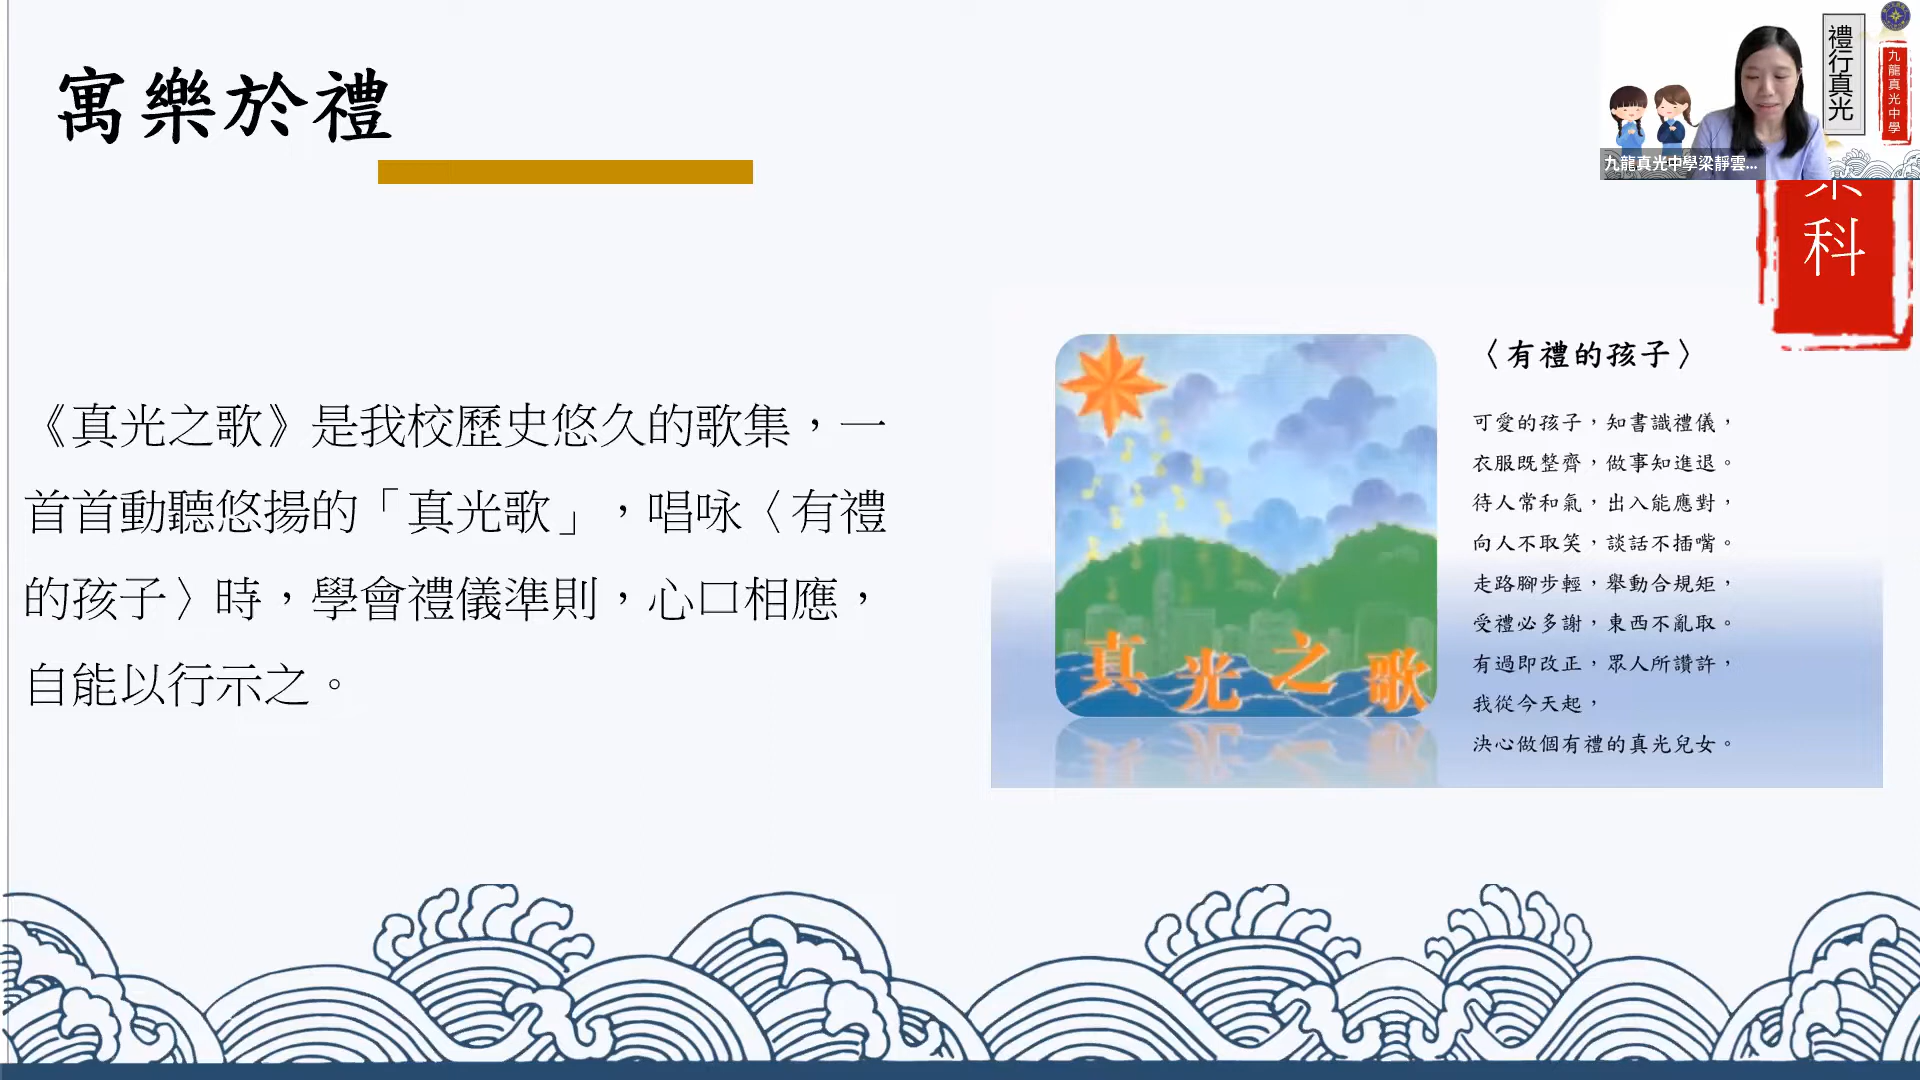 寓樂於禮
《真光之歌》是我校歷史悠久的歌集，一
首首動聽悠揚的「真光歌」，唱咏〈有禮
的孩子〉時，學會禮儀準則，心口相應，
自能以行示之。
真光之歌
〈有禮的孩子〉
可愛的孩子，知書識禮儀，
衣服既整齊，做事知進退。
待人常和氣，出入能應對，
向人不取笑，談話不插嘴。
走路腳步輕，舉動合規矩，
受禮必多謝，東西不亂取。
有過即改正，眾人所讚許，
我從今天起，
決心做個有禮的真光兒女。
禮行真光
九龍真光中學
九龍真光中學梁靜雲...
科